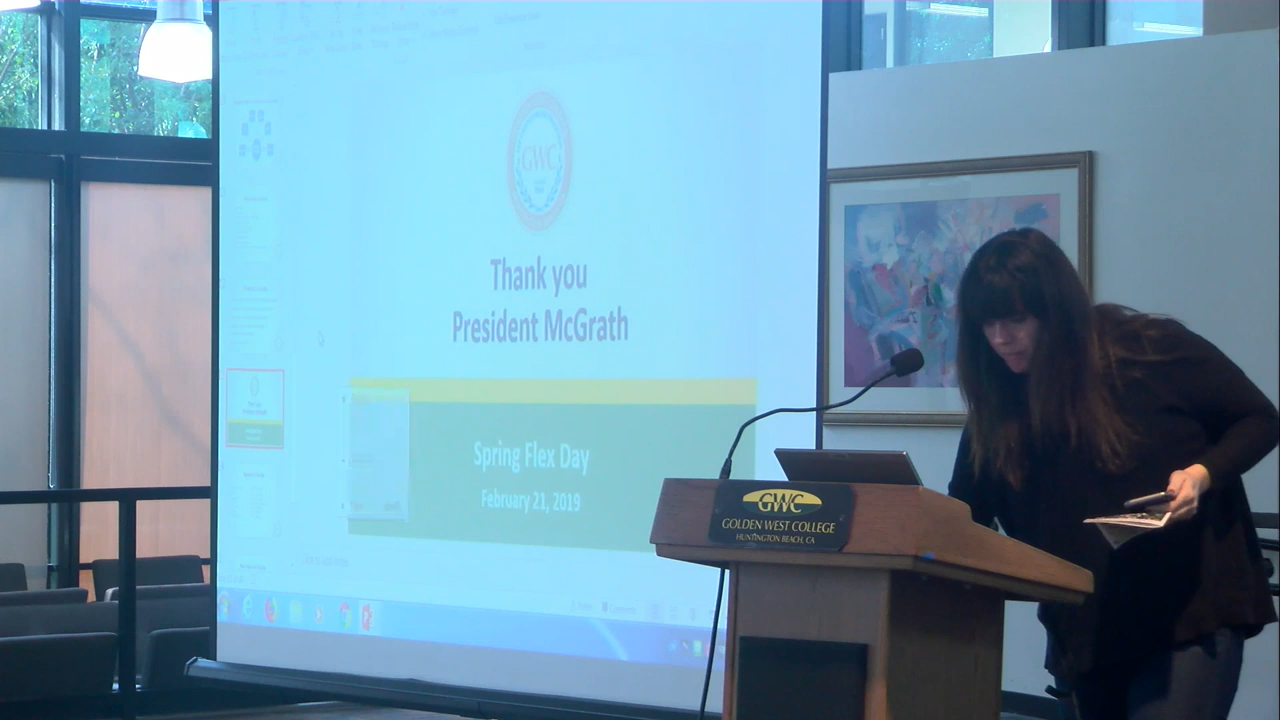 GWC
Thank you
President McGrath
Spring Flex Day
February 21, 2019
GWC
GOLDEN WEST COLLEGE
HUNTINGTON BEACH, CA